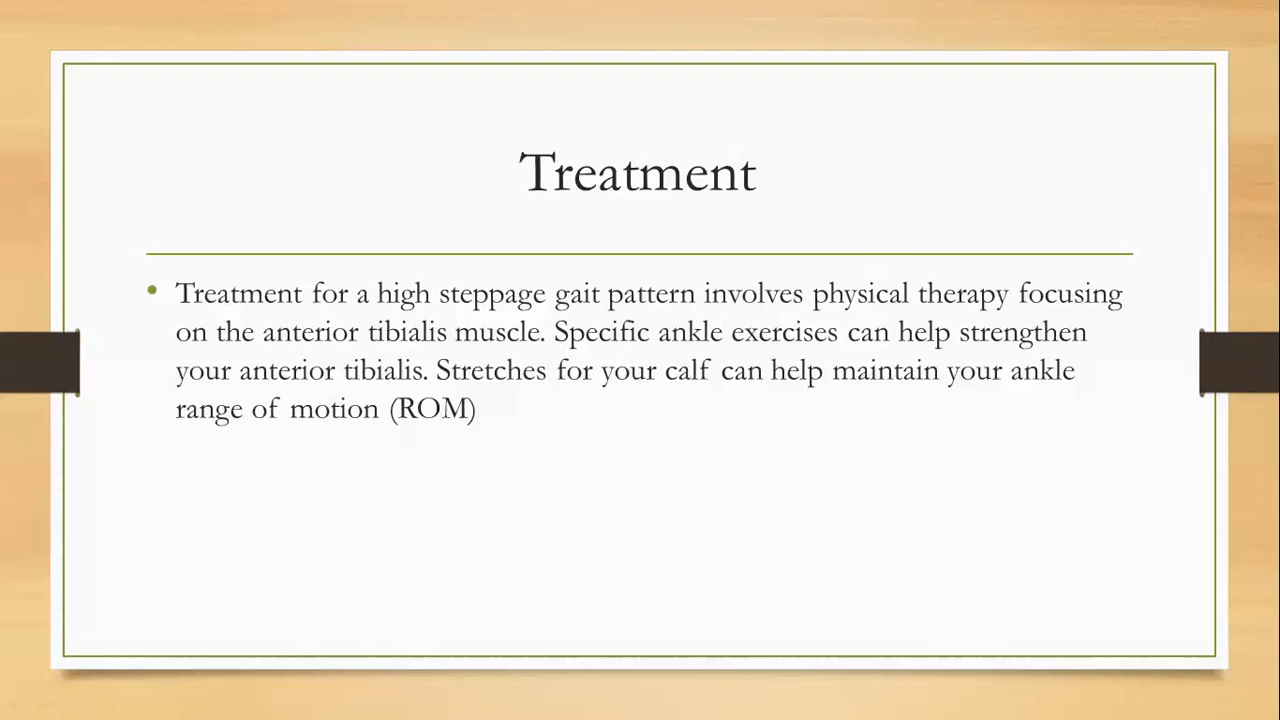 Treatment
• Treatment for a high steppage gait pattern involves physical therapy focusing
on the anterior tibialis muscle. Specific ankle exercises can help strengthen
your anterior tibialis. Stretches for your calf can help maintain your ankle
range of motion (ROM)